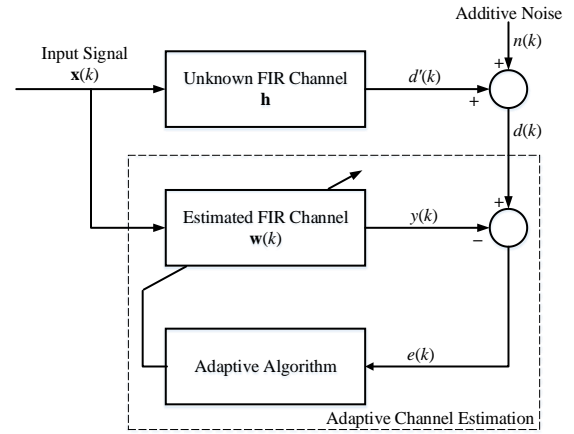 Additive Noise
n(k)
Input Signal
x(k)
Unknown FIR Channel
h
d'(k)
+
+
d(k)
Estimated FIR Channel
w(k)
y(k)
+
−
Adaptive Algorithm
e(k)
Adaptive Channel Estimation